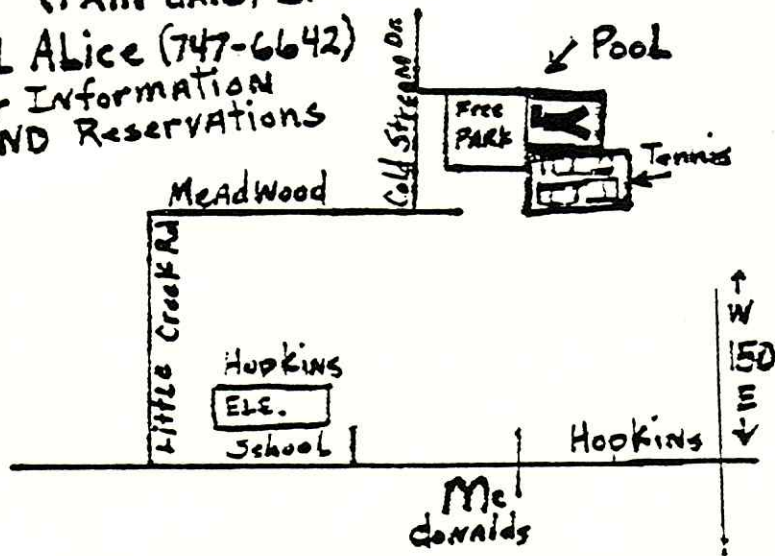 L Alice (747-6642)
Information
ND Reservations
Cold Stream Dr
Pool
Free
PARK
Tennis
MeadWood
Little Creek Rd
Hopkins
ELE.
School
Hopkins
W
150
E
Mc
donalds